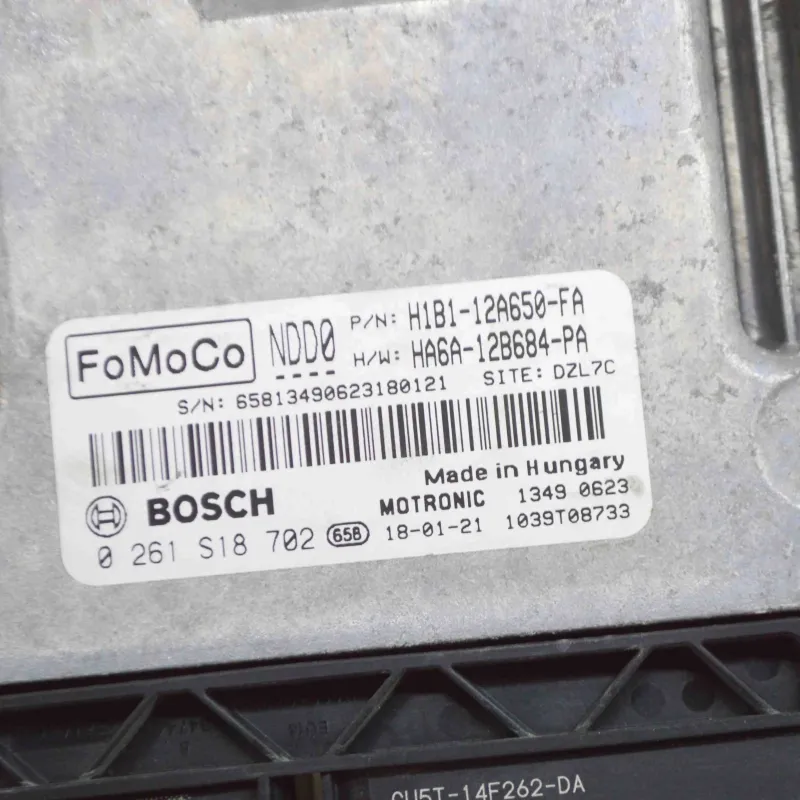 FoMoCo NDD0 P/N: H1B1-12A650-FA
H/W: HA6A-12B684-PA
S/N: 65813490623180121 SITE: DZL7C
Made in Hungary
BOSCH MOTRONIC 1349 0623
0 261 S18 702 658 18-01-21 1039T08733
CU5T-14F262-DA